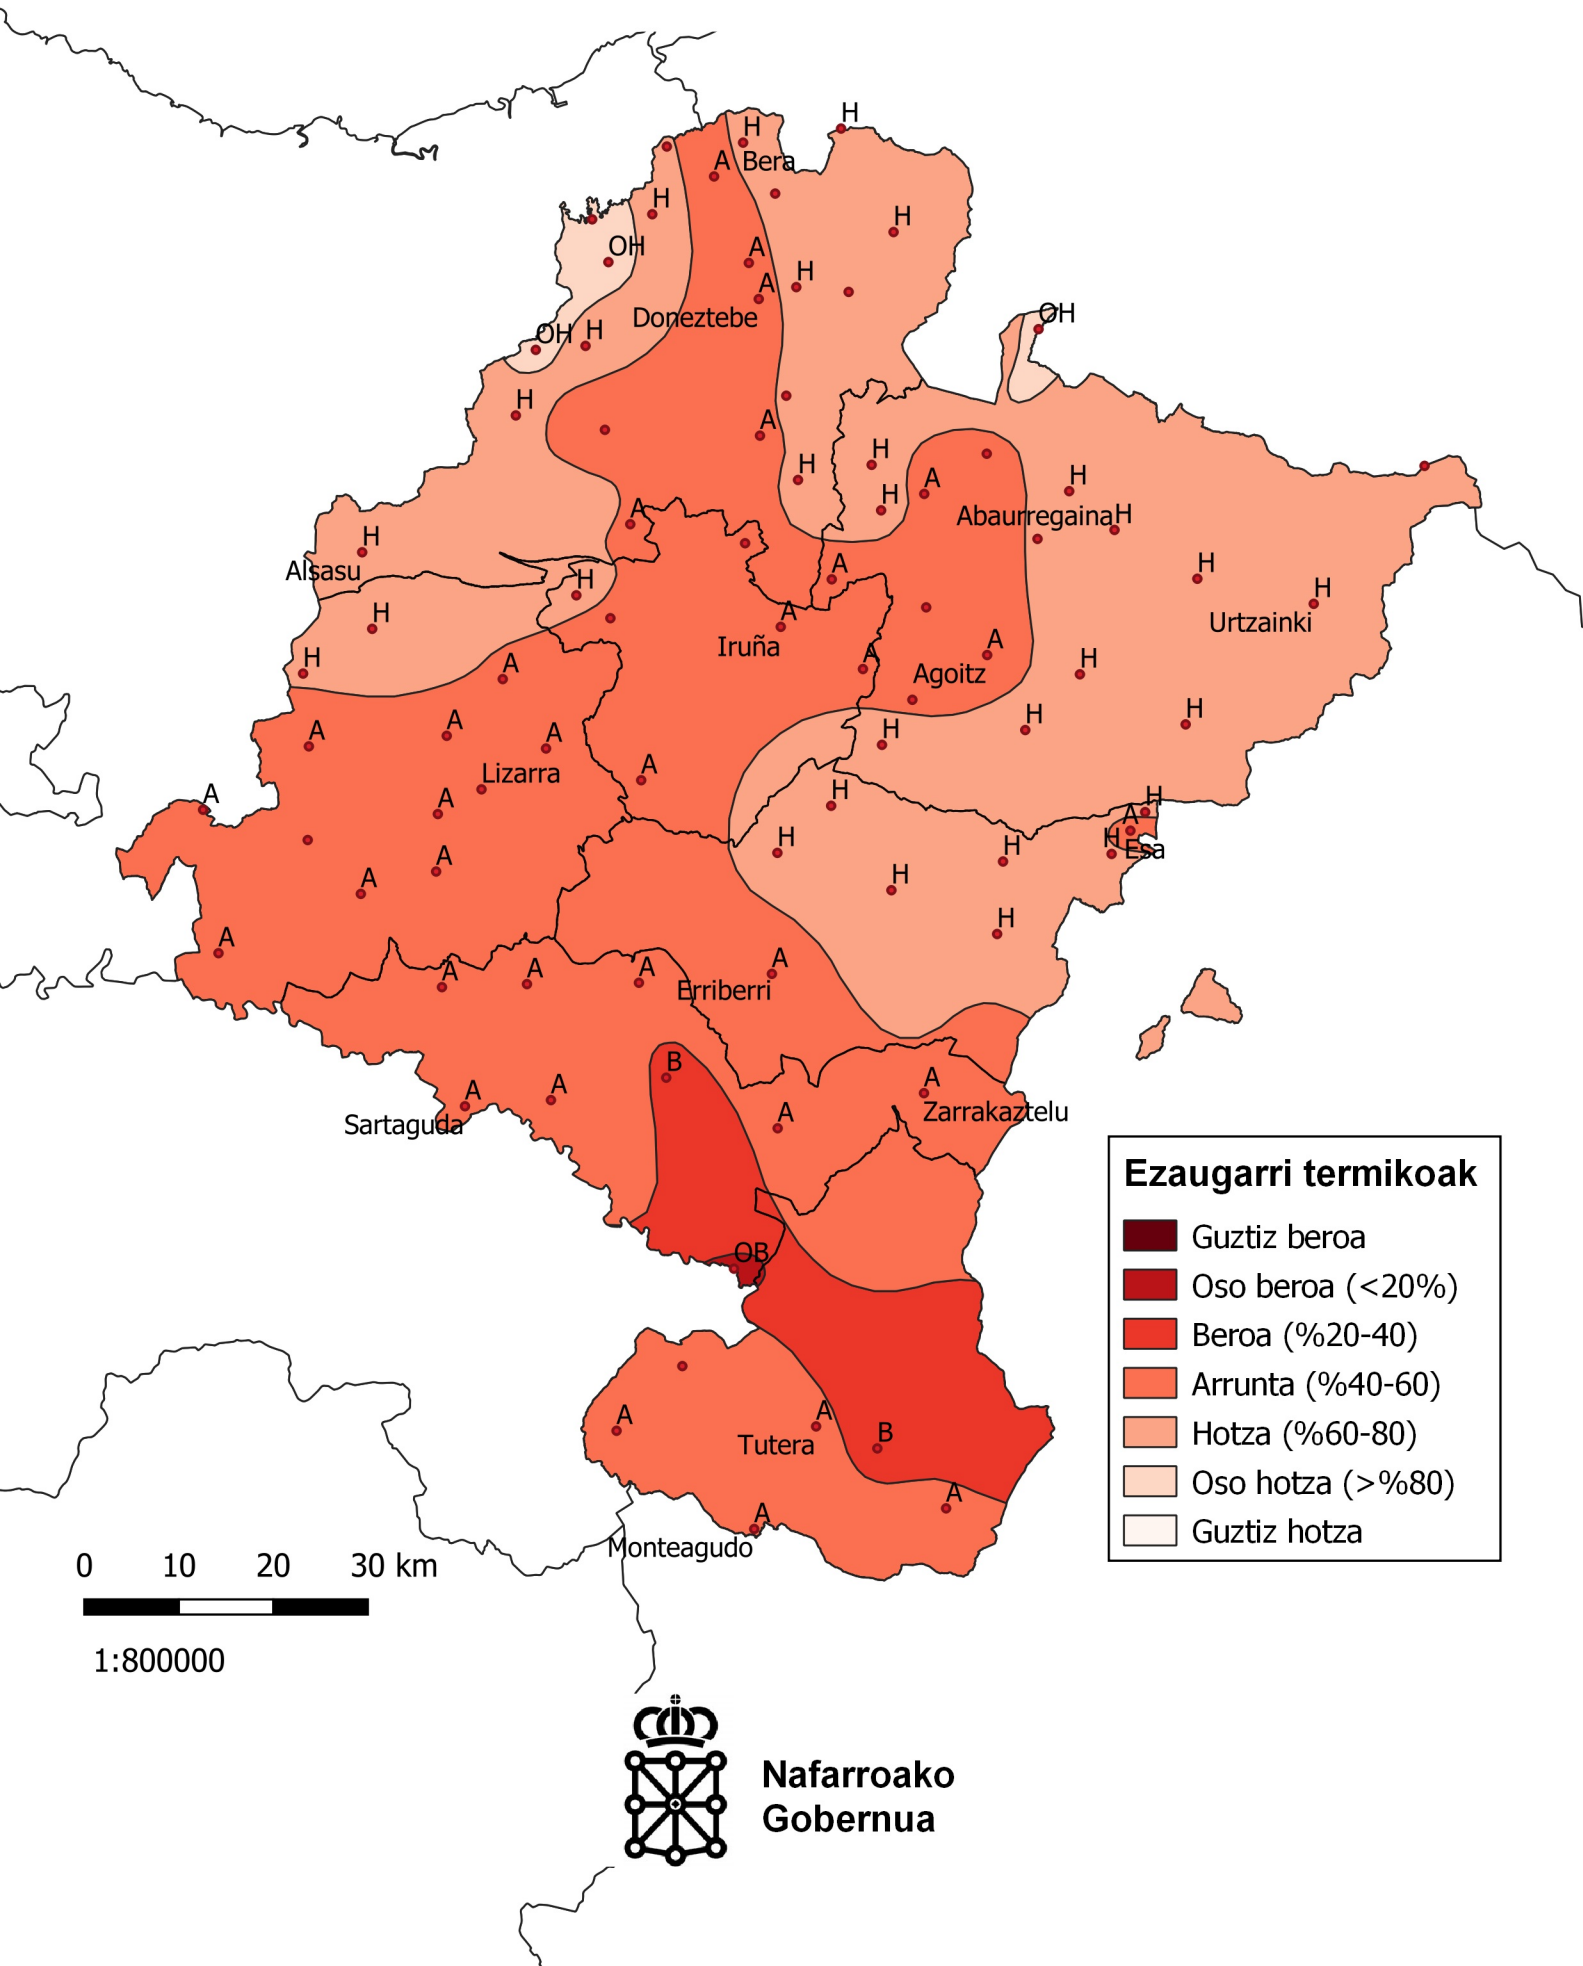 H
H
Bera
A
H
H
OH
A
H
A
Doneztebe
OH
OH
H
H
A
H
H
H
A
H
Abaurregaina
H
A
H
Alsasu
A
H
H
H
H
Urtzainki
A
Iruña
A
A
Agoitz
H
H
A
H
H
H
A
A
A
H
Lizarra
A
A
H
H
A
A
H
A
H
Esa
H
H
A
A
H
H
A
A
A
A
A
Erriberri
B
A
A
A
A
Zarrakaztelu
Sartaguda
OB
A
A
Tutera
B
A
A
Monteagudo
Ezaugarri termikoak
Guztiz beroa
Oso beroa (<20%)
Beroa (%20-40)
Arrunta (%40-60)
Hotza (%60-80)
Oso hotza (>%80)
Guztiz hotza
0 10 20 30 km
1:800000
Nafarroako
Gobernua